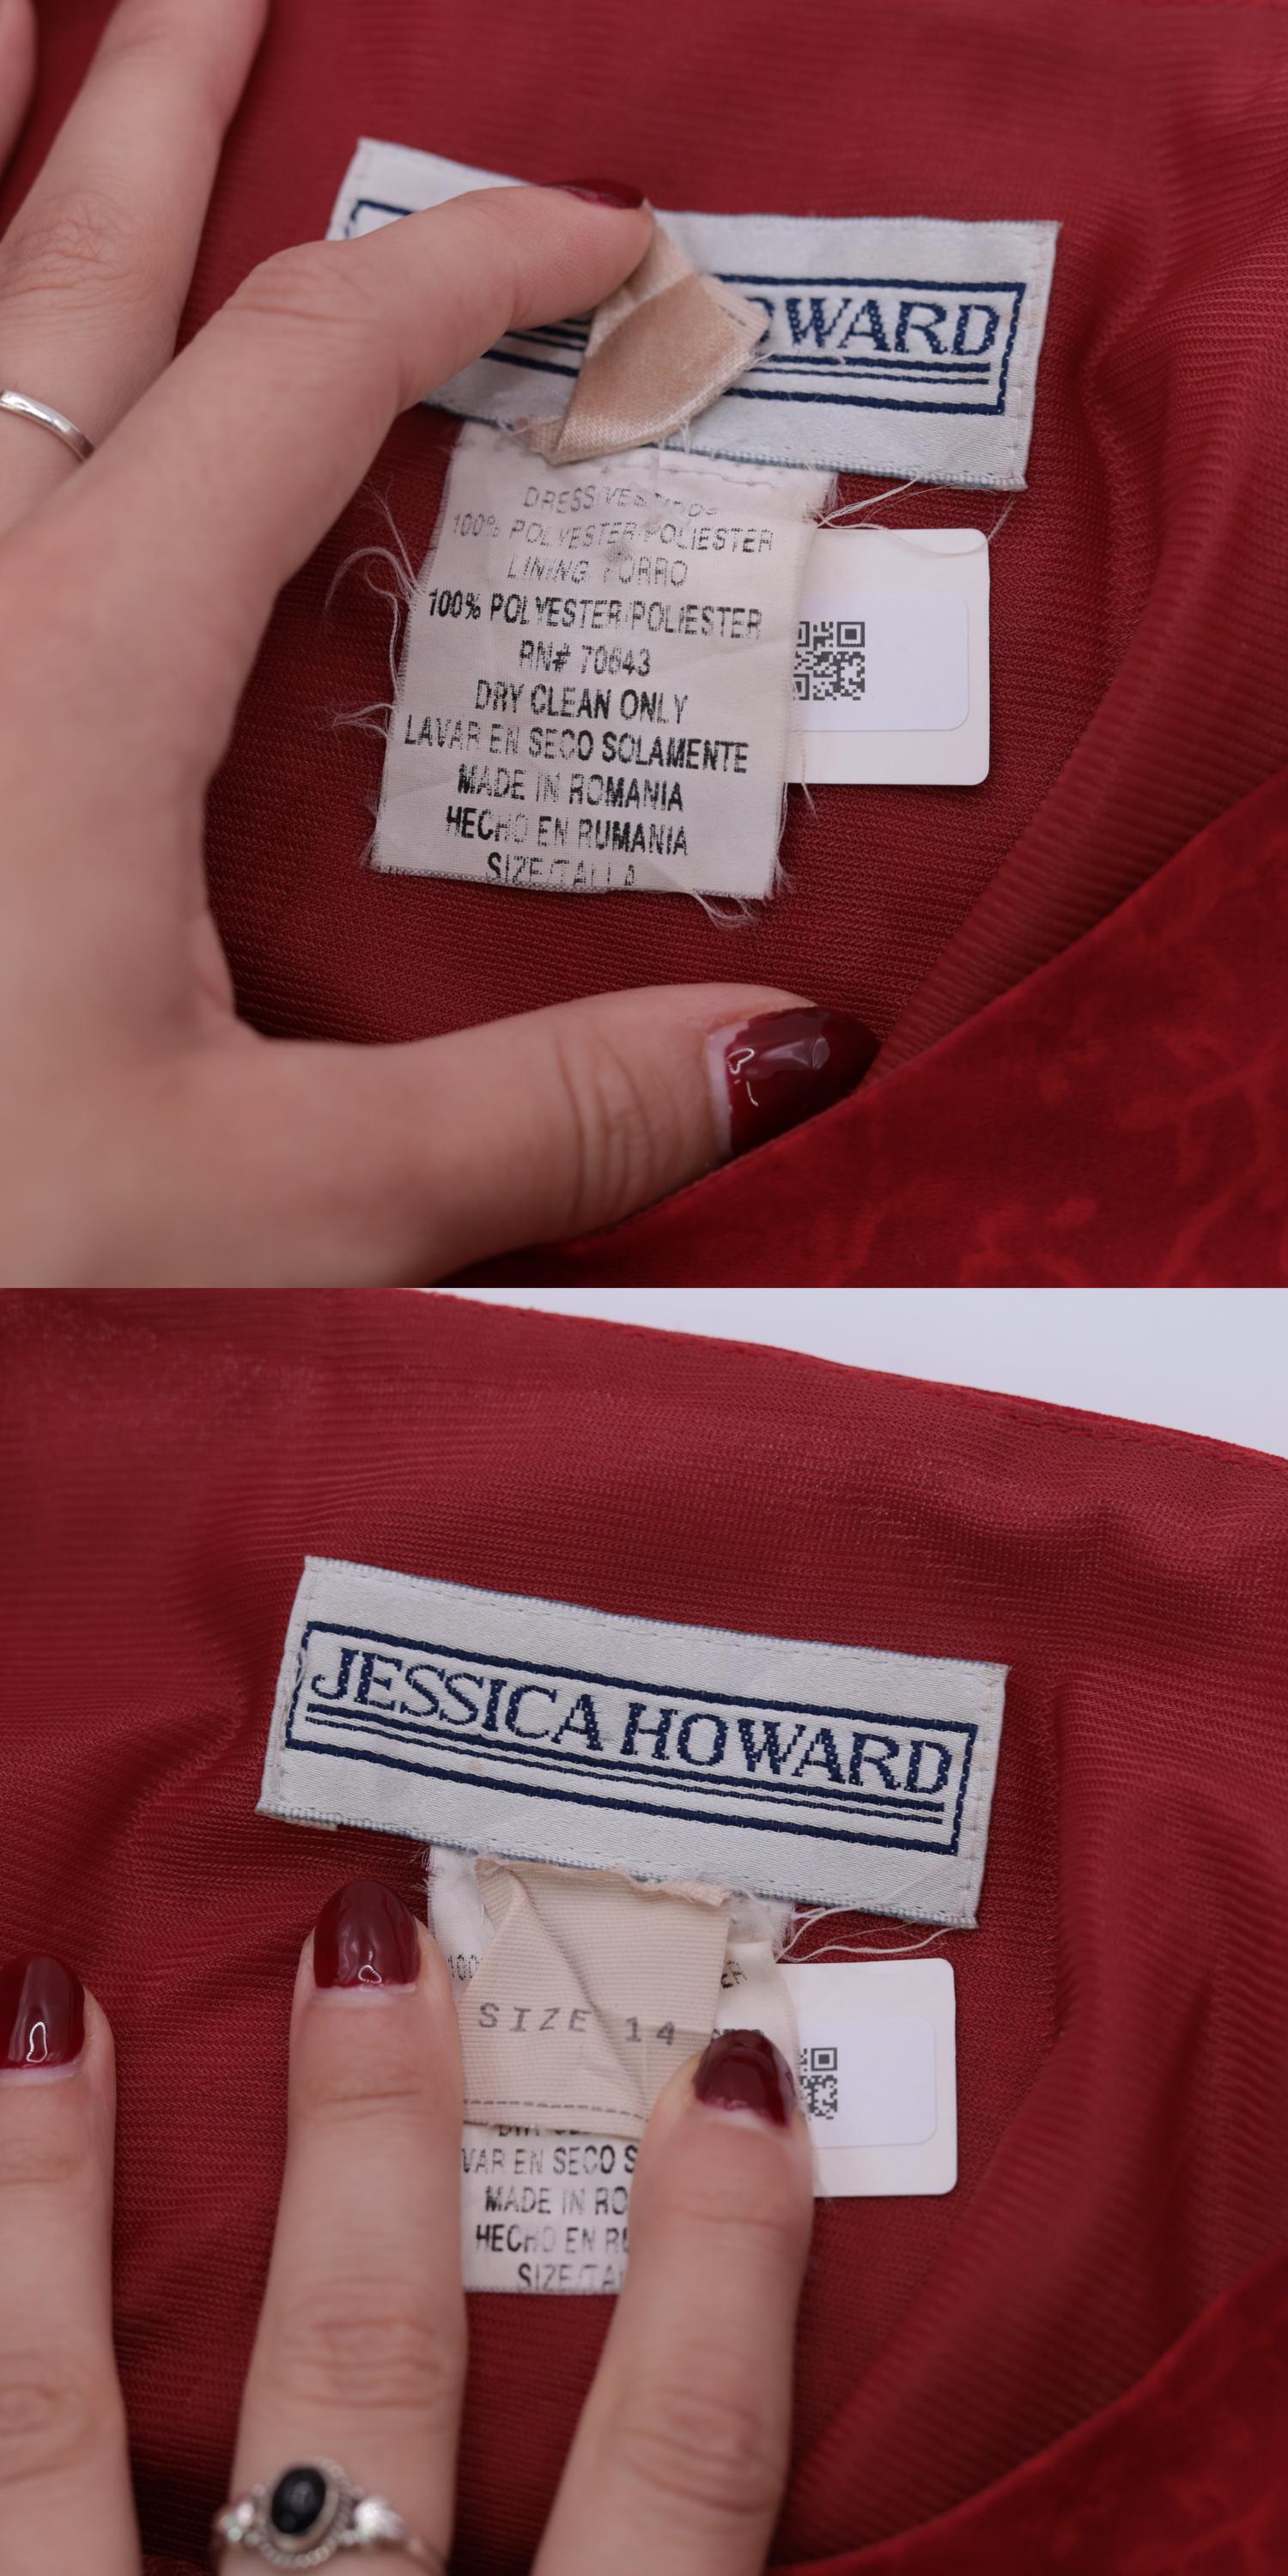 WARD
DRESS/VESTIDO
100% POLYESTER/POLIESTER
LINING FORRO
100% POLYESTER/POLIESTER
RN# 70643
DRY CLEAN ONLY
LAVAR EN SECO SOLAMENTE
MADE IN ROMANIA
HECHO EN RUMANIA
SIZE/TALLA
JESSICA HOWARD
100
ER
SIZE 14
VAR EN SECO S
MADE IN RO
HECHO EN RU
SIZE/TA